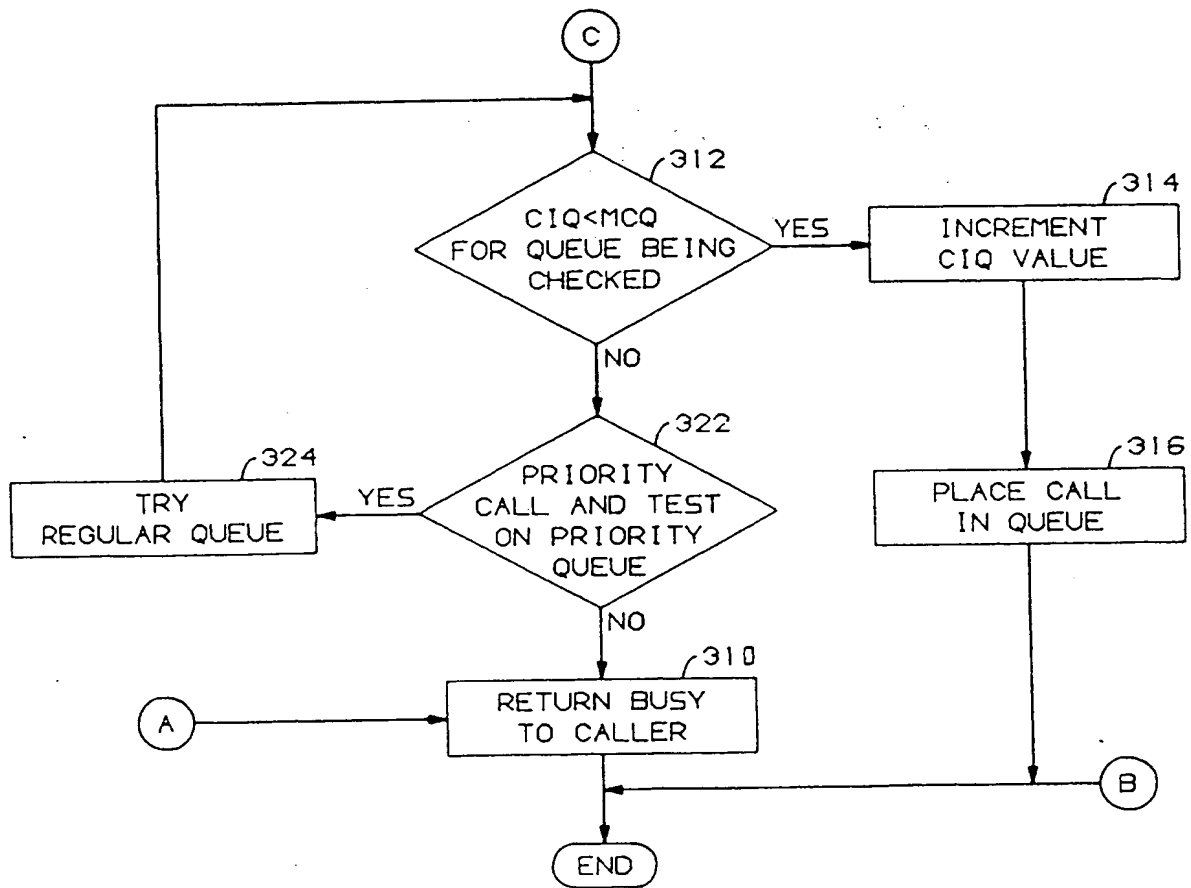 C
312
CIQ<MCQ
FOR QUEUE BEING
CHECKED
YES
314
INCREMENT
CIQ VALUE
NO
322
PRIORITY
CALL AND TEST
ON PRIORITY
QUEUE
YES
324
TRY
REGULAR QUEUE
316
PLACE CALL
IN QUEUE
NO
310
RETURN BUSY
TO CALLER
A
B
END